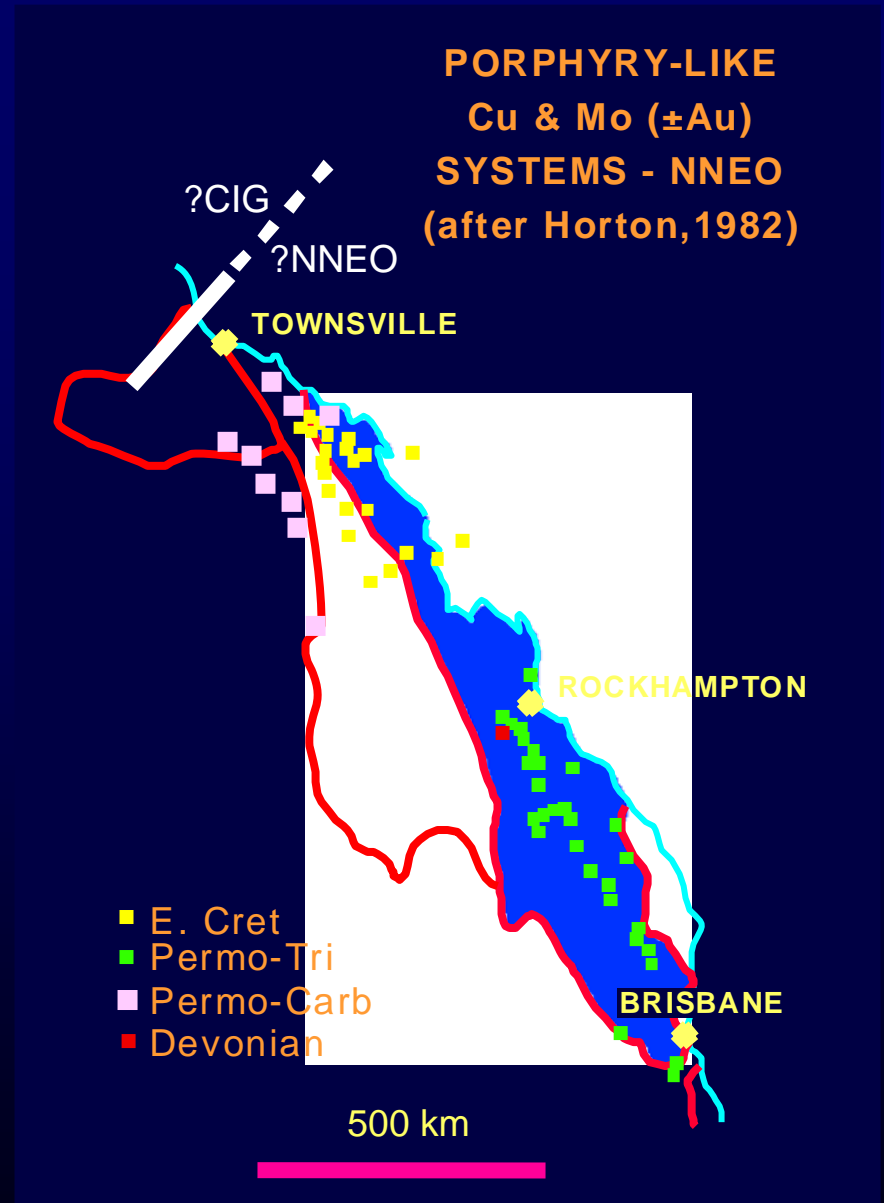 PORPHYRY-LIKE
Cu & Mo (±Au)
SYSTEMS - NNEO
(after Horton,1982)
?CIG
?NNEO
TOWNSVILLE
ROCKHAMPTON
E. Cret
Permo-Tri
Permo-Carb
Devonian
BRISBANE
500 km